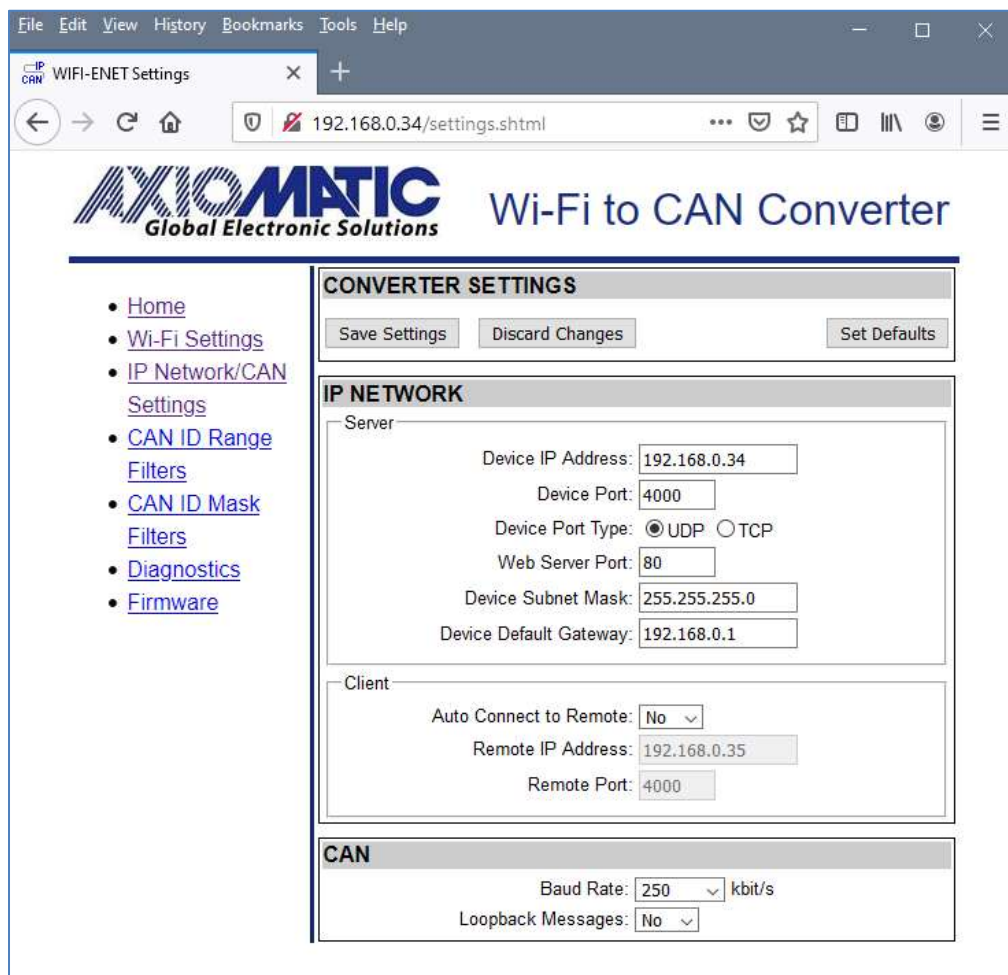 File Edit View History Bookmarks Tools Help
IP
CAN
WIFI-ENET Settings
192.168.0.34/settings.shtml
AXIOMATIC
Global Electronic Solutions
Wi-Fi to CAN Converter
Home
Wi-Fi Settings
IP Network/CAN
Settings
CAN ID Range
Filters
CAN ID Mask
Filters
Diagnostics
Firmware
CONVERTER SETTINGS
Save Settings Discard Changes Set Defaults
IP NETWORK
Server
Device IP Address: 192.168.0.34
Device Port: 4000
Device Port Type: UDP TCP
Web Server Port: 80
Device Subnet Mask: 255.255.255.0
Device Default Gateway: 192.168.0.1
Client
Auto Connect to Remote: No
Remote IP Address: 192.168.0.35
Remote Port: 4000
CAN
Baud Rate: 250 kbit/s
Loopback Messages: No